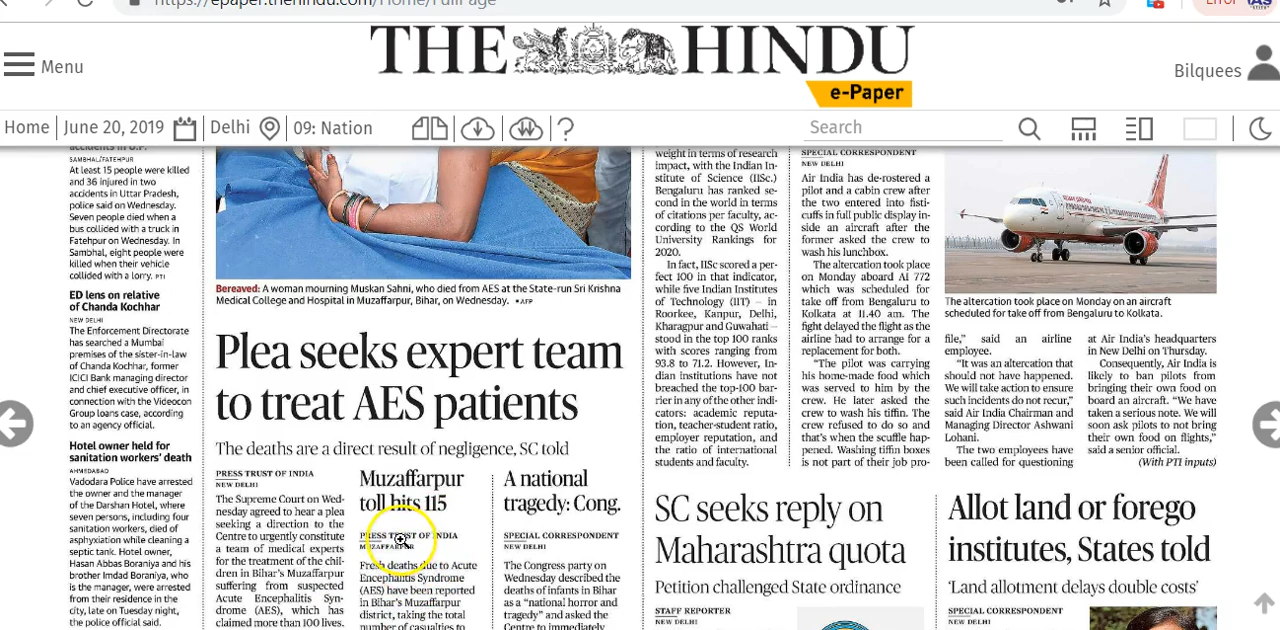 https://epaper.thehindu.com/Home/FullPage
Error
IAS
THE HINDU
e-Paper
Menu
Bilquees
Home
June 20, 2019
Delhi
09: Nation
?
Search
accidents in U.P.
SAMBHAL/FATEHPUR
At least 15 people were killed
and 36 injured in two
accidents in Uttar Pradesh,
police said on Wednesday.
Seven people died when a
bus collided with a truck in
Fatehpur on Wednesday. In
Sambhal, eight people were
killed when their vehicle
collided with a lorry. PTI
ED lens on relative
of Chanda Kochhar
NEW DELHI
The Enforcement Directorate
has searched a Mumbai
premises of the sister-in-law
of Chanda Kochhar, former
ICICI Bank managing director
and chief executive officer, in
connection with the Videocon
Group loans case, according
to an agency official.
Hotel owner held for
sanitation workers' death
AHMEDABAD
Vadodara Police have arrested
the owner and the manager
of the Darshan Hotel, where
seven persons, including four
sanitation workers, died of
asphyxiation while cleaning a
septic tank. Hotel owner,
Hasan Abbas Boraniya and his
brother Imdad Boraniya, who
is the manager, were arrested
from their residence in the
city, late on Tuesday night,
the police official said.
Bereaved: A woman mourning Muskan Sahni, who died from AES at the State-run Sri Krishna
Medical College and Hospital in Muzaffarpur, Bihar, on Wednesday. •AFP
Plea seeks expert team
to treat AES patients
The deaths are a direct result of negligence, SC told
PRESS TRUST OF INDIA
NEW DELHI
The Supreme Court on Wed-
nesday agreed to hear a plea
seeking a direction to the
Centre to urgently constitute
a team of medical experts
for the treatment of the chil-
dren in Bihar's Muzaffarpur
suffering from suspected
Acute Encephalitis Syn-
drome (AES), which has
claimed more than 100 lives.
Muzaffarpur
toll hits 115
PRESS TRUST OF INDIA
MUZAFFARPUR
Fresh deaths due to Acute
Encephalitis Syndrome
(AES) have been reported
in Bihar's Muzaffarpur
district, taking the total
number of casualties to
A national
tragedy: Cong.
SPECIAL CORRESPONDENT
NEW DELHI
The Congress party on
Wednesday described the
deaths of infants in Bihar
as a "national horror and
tragedy" and asked the
Centre to immediately
weight in terms of research
impact, with the Indian In-
stitute of Science (IISc.)
Bengaluru has ranked se-
cond in the world in terms
of citations per faculty, ac-
cording to the QS World
University Rankings for
2020.
In fact, IISc scored a per-
fect 100 in that indicator,
while five Indian Institutes
of Technology (IIT) – in
Roorkee, Kanpur, Delhi,
Kharagpur and Guwahati –
stood in the top 100 ranks
with scores ranging from
93.8 to 71.2. However, In-
dian institutions have not
breached the top-100 bar-
rier in any of the other indi-
cators: academic reputa-
tion, teacher-student ratio,
employer reputation, and
the ratio of international
students and faculty.
SPECIAL CORRESPONDENT
NEW DELHI
Air India has de-rostered a
pilot and a cabin crew after
the two entered into fisti-
cuffs in full public display in-
side an aircraft after the
former asked the crew to
wash his lunchbox.
The altercation took place
on Monday aboard AI 772
which was scheduled for
take off from Bengaluru to
Kolkata at 11.40 am. The
fight delayed the flight as the
airline had to arrange for a
replacement for both.
"The pilot was carrying
his home-made food which
was served to him by the
crew. He later asked the
crew to wash his tiffin. The
crew refused to do so and
that's when the scuffle hap-
pened. Washing tiffin boxes
is not part of their job pro-
The altercation took place on Monday on an aircraft
scheduled for take off from Bengaluru to Kolkata.
file," said an airline
employee.
"It was an altercation that
should not have happened.
We will take action to ensure
such incidents do not recur,"
said Air India Chairman and
Managing Director Ashwani
Lohani.
The two employees have
been called for questioning
at Air India's headquarters
in New Delhi on Thursday.
Consequently, Air India is
likely to ban pilots from
bringing their own food on
board an aircraft. "We have
taken a serious note. We will
soon ask pilots to not bring
their own food on flights,"
said a senior official.
(With PTI inputs)
SC seeks reply on
Maharashtra quota
Petition challenged State ordinance
STAFF REPORTER
NEW DELHI
Allot land or forego
institutes, States told
'Land allotment delays double costs'
SPECIAL CORRESPONDENT
NEW DELHI